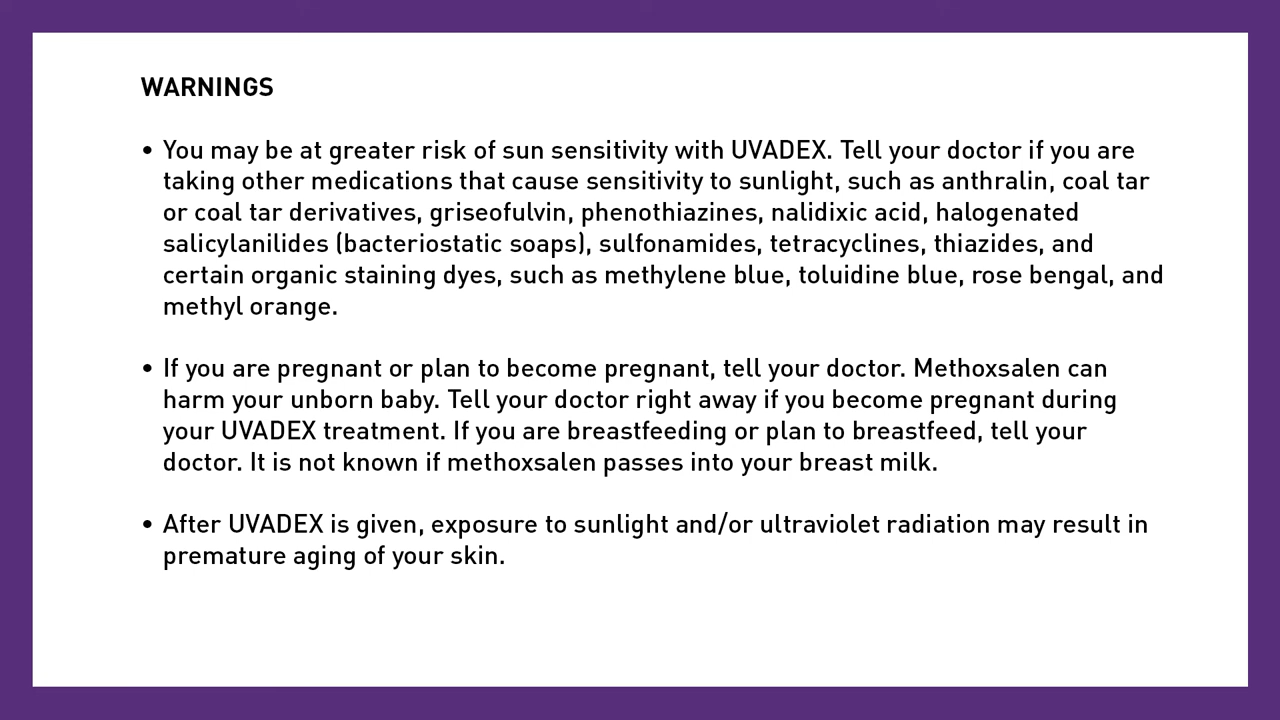 WARNINGS
• You may be at greater risk of sun sensitivity with UVADEX. Tell your doctor if you are
taking other medications that cause sensitivity to sunlight, such as anthralin, coal tar
or coal tar derivatives, griseofulvin, phenothiazines, nalidixic acid, halogenated
salicylanilides (bacteriostatic soaps), sulfonamides, tetracyclines, thiazides, and
certain organic staining dyes, such as methylene blue, toluidine blue, rose bengal, and
methyl orange.
• If you are pregnant or plan to become pregnant, tell your doctor. Methoxsalen can
harm your unborn baby. Tell your doctor right away if you become pregnant during
your UVADEX treatment. If you are breastfeeding or plan to breastfeed, tell your
doctor. It is not known if methoxsalen passes into your breast milk.
• After UVADEX is given, exposure to sunlight and/or ultraviolet radiation may result in
premature aging of your skin.